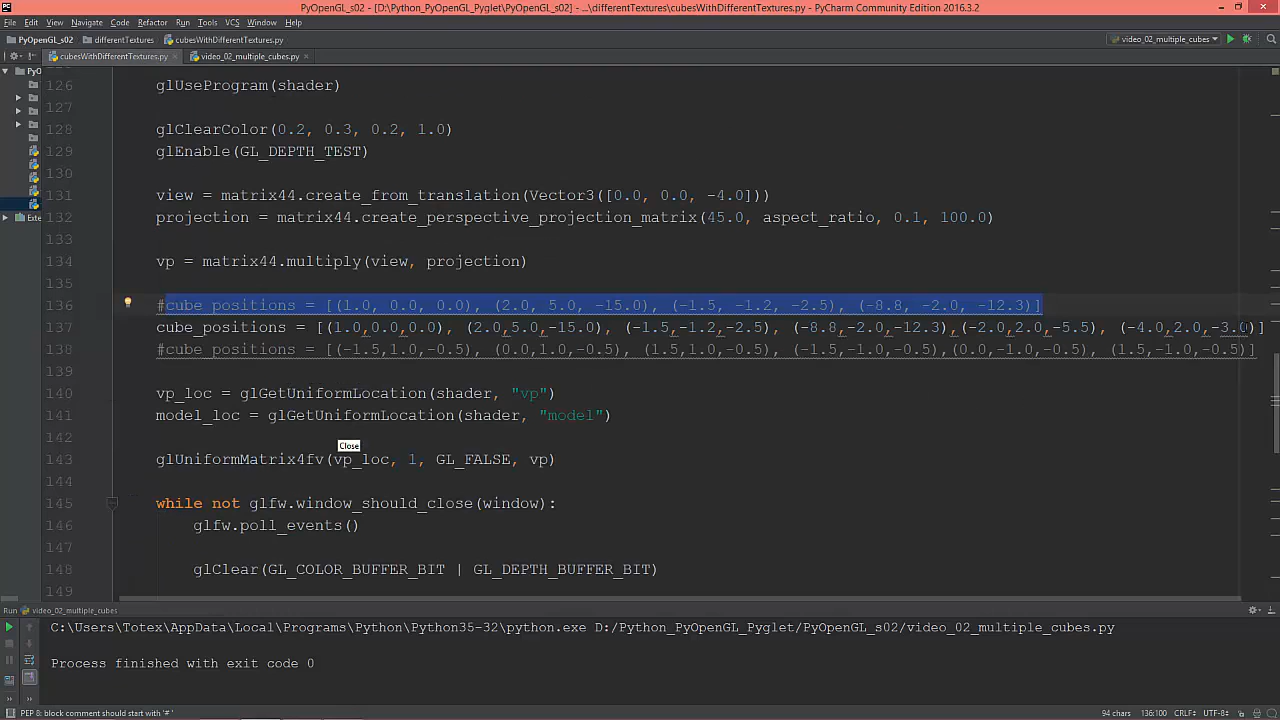 PyOpenGL_s02 - [D:\Python_PyOpenGL_Pyglet\PyOpenGL_s02] - ...\differentTextures\cubesWithDifferentTextures.py - PyCharm Community Edition 2016.3.2
File Edit View Navigate Code Refactor Run Tools VCS Window Help
PyOpenGL_s02 differentTextures cubesWithDifferentTextures.py video_02_multiple_cubes
cubesWithDifferentTextures.py video_02_multiple_cubes.py
PyO
126 glUseProgram(shader)
127
128 glClearColor(0.2, 0.3, 0.2, 1.0)
129 glEnable(GL_DEPTH_TEST)
130
131 view = matrix44.create_from_translation(Vector3([0.0, 0.0, -4.0]))
132 projection = matrix44.create_perspective_projection_matrix(45.0, aspect_ratio, 0.1, 100.0)
133
134 vp = matrix44.multiply(view, projection)
135
136 #cube_positions = [(1.0, 0.0, 0.0), (2.0, 5.0, -15.0), (-1.5, -1.2, -2.5), (-8.8, -2.0, -12.3)]
137 cube_positions = [(1.0,0.0,0.0), (2.0,5.0,-15.0), (-1.5,-1.2,-2.5), (-8.8,-2.0,-12.3),(-2.0,2.0,-5.5), (-4.0,2.0,-3.0)]
138 #cube_positions = [(-1.5,1.0,-0.5), (0.0,1.0,-0.5), (1.5,1.0,-0.5), (-1.5,-1.0,-0.5),(0.0,-1.0,-0.5), (1.5,-1.0,-0.5)]
139
140 vp_loc = glGetUniformLocation(shader, "vp")
141 model_loc = glGetUniformLocation(shader, "model")
142
Close
143 glUniformMatrix4fv(vp_loc, 1, GL_FALSE, vp)
144
145 while not glfw.window_should_close(window):
146 glfw.poll_events()
147
148 glClear(GL_COLOR_BUFFER_BIT | GL_DEPTH_BUFFER_BIT)
149
Exte
Run video_02_multiple_cubes
C:\Users\Totex\AppData\Local\Programs\Python\Python35-32\python.exe D:/Python_PyOpenGL_Pyglet/PyOpenGL_s02/video_02_multiple_cubes.py
Process finished with exit code 0
PEP 8: block comment should start with '# ' 94 chars 136:100 CRLF÷ UTF-8÷